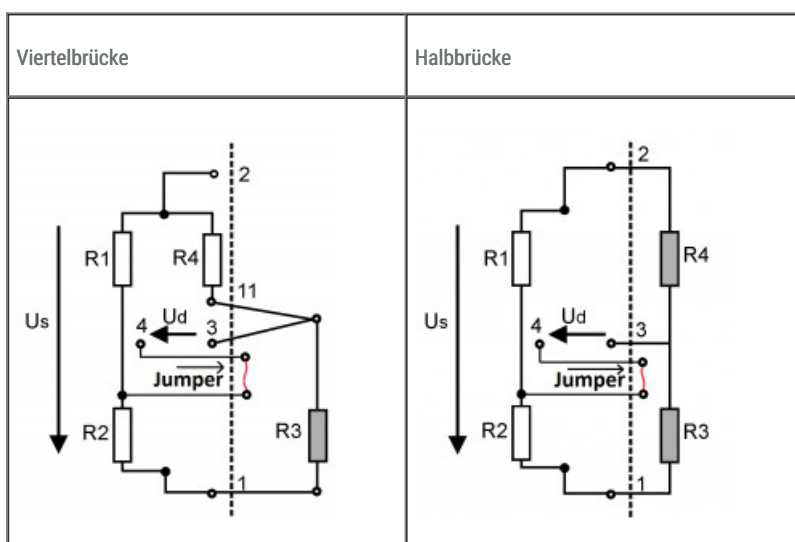 Viertelbrücke
Halbbrücke
2
R1
R4
11
Us
4
Ud
3
Jumper
R2
R3
1
2
R1
R4
Us
4
Ud
3
Jumper
R2
R3
1